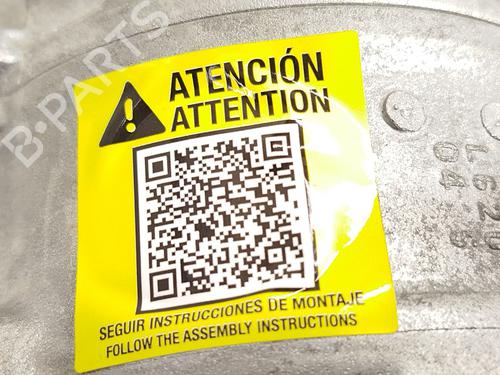 B-PARTS
ATENCIÓN
ATTENTION
SEGUIR INSTRUCCIONES DE MONTAJE
FOLLOW THE ASSEMBLY INSTRUCTIONS